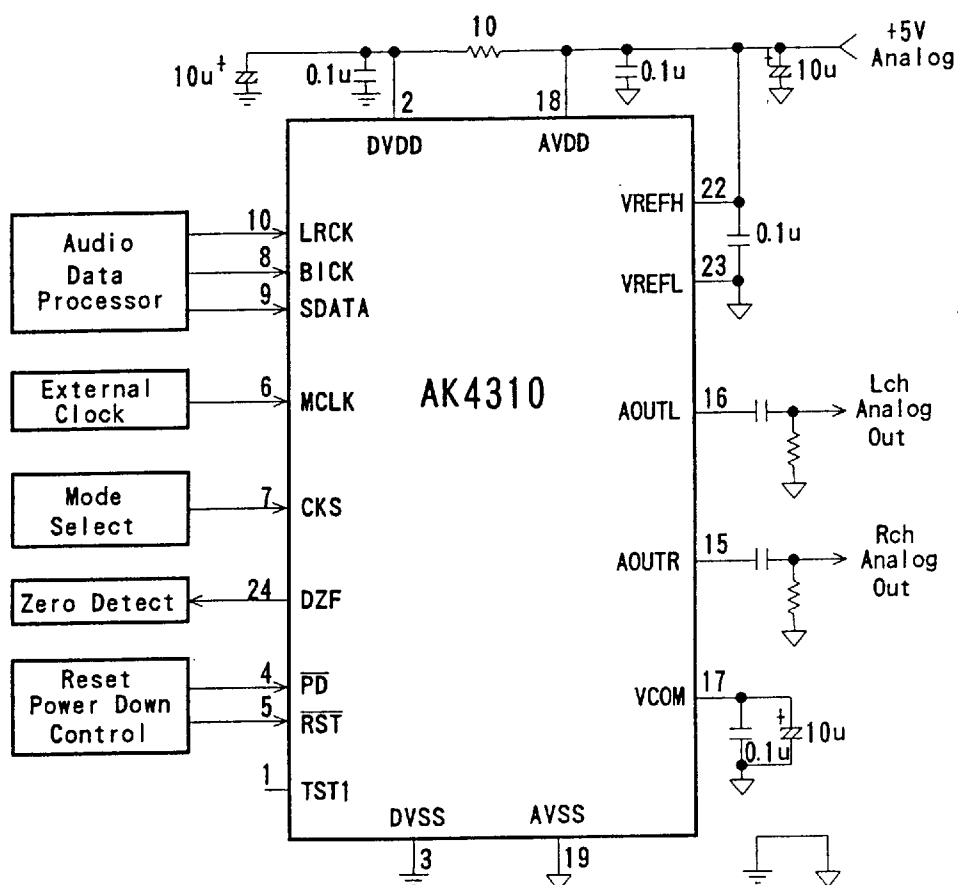 10
+5V
Analog
10u +
0.1u
2
18
0.1u
+
10u
DVDD
AVDD
Audio
Data
Processor
10
LRCK
8
BICK
9
SDATA
VREFH
22
0.1u
VREFL
23
External
Clock
6
MCLK
AK4310
AOUTL
16
Lch
Analog
Out
Mode
Select
7
CKS
AOUTR
15
Rch
Analog
Out
Zero Detect
24
DZF
Reset
Power Down
Control
4
PD
5
RST
VCOM
17
+
0.1u
10u
1
TST1
DVSS
3
AVSS
19